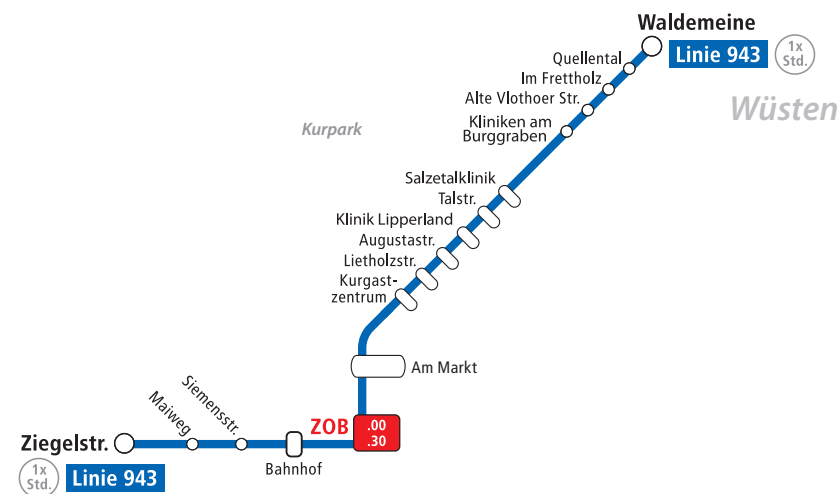 Waldemeine
Linie 943
1x
Std.
Quellental
Im Frettholz
Alte Vlothoer Str.
Kliniken am
Burggraben
Wüsten
Kurpark
Salzetalklinik
Talstr.
Klinik Lipperland
Augustastr.
Lietholzstr.
Kurgast-
zentrum
Am Markt
ZOB
.00
.30
Siemensstr.
Maiweg
Ziegelstr.
Bahnhof
1x
Std.
Linie 943